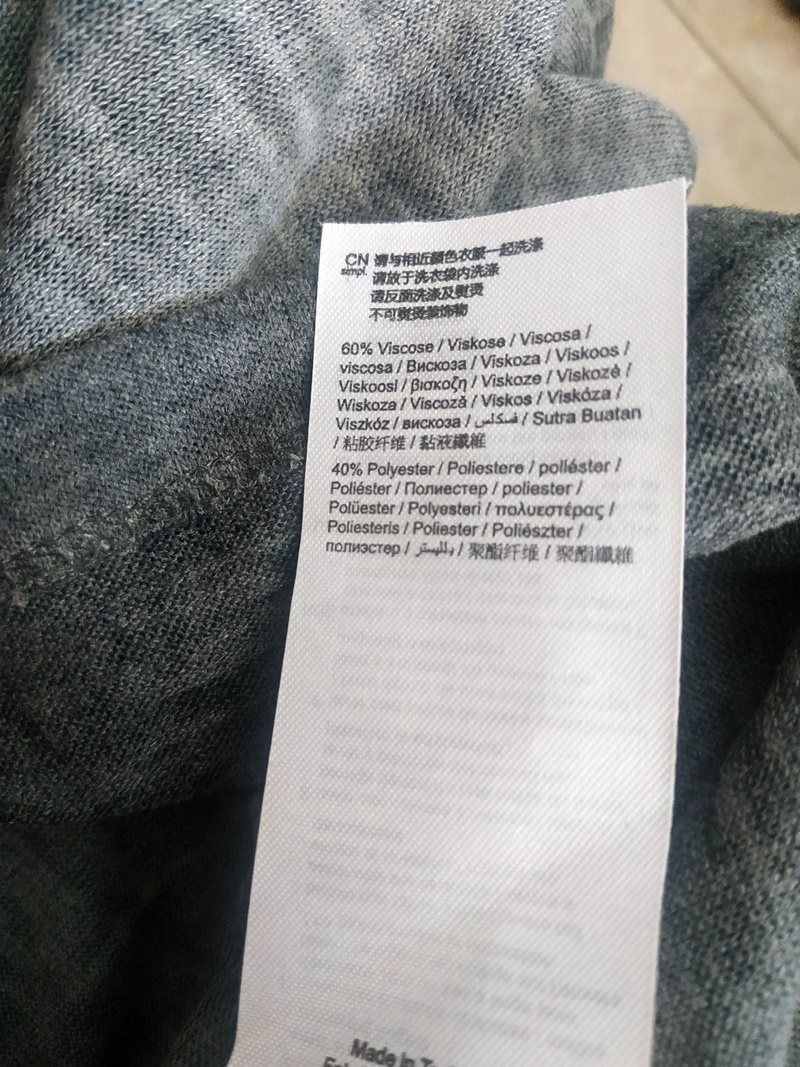 CN 请与相近颜色衣服一起洗涤
simpl. 请放于洗衣袋内洗涤
请反面洗涤及熨烫
不可熨烫装饰物
60% Viscose / Viskose / Viscosa /
viscosa / Вискоза / Viskoza / Viskoos /
Viskoosi / βισκοζη / Viskoze / Viskozė /
Wiskoza / Viscoză / Viskos / Viskóza /
Viszkóz / вискоза / فسكلس / Sutra Buatan
/ 粘胶纤维 / 黏液纖維
40% Polyester / Poliestere / poliéster /
Poliéster / Полиестер / poliester /
Polüester / Polyesteri / πολυεστέρας /
Poliesteris / Poliester / Poliészter /
полиэстер / بالليستر / 聚酯纤维 / 聚酯纖維
Made in